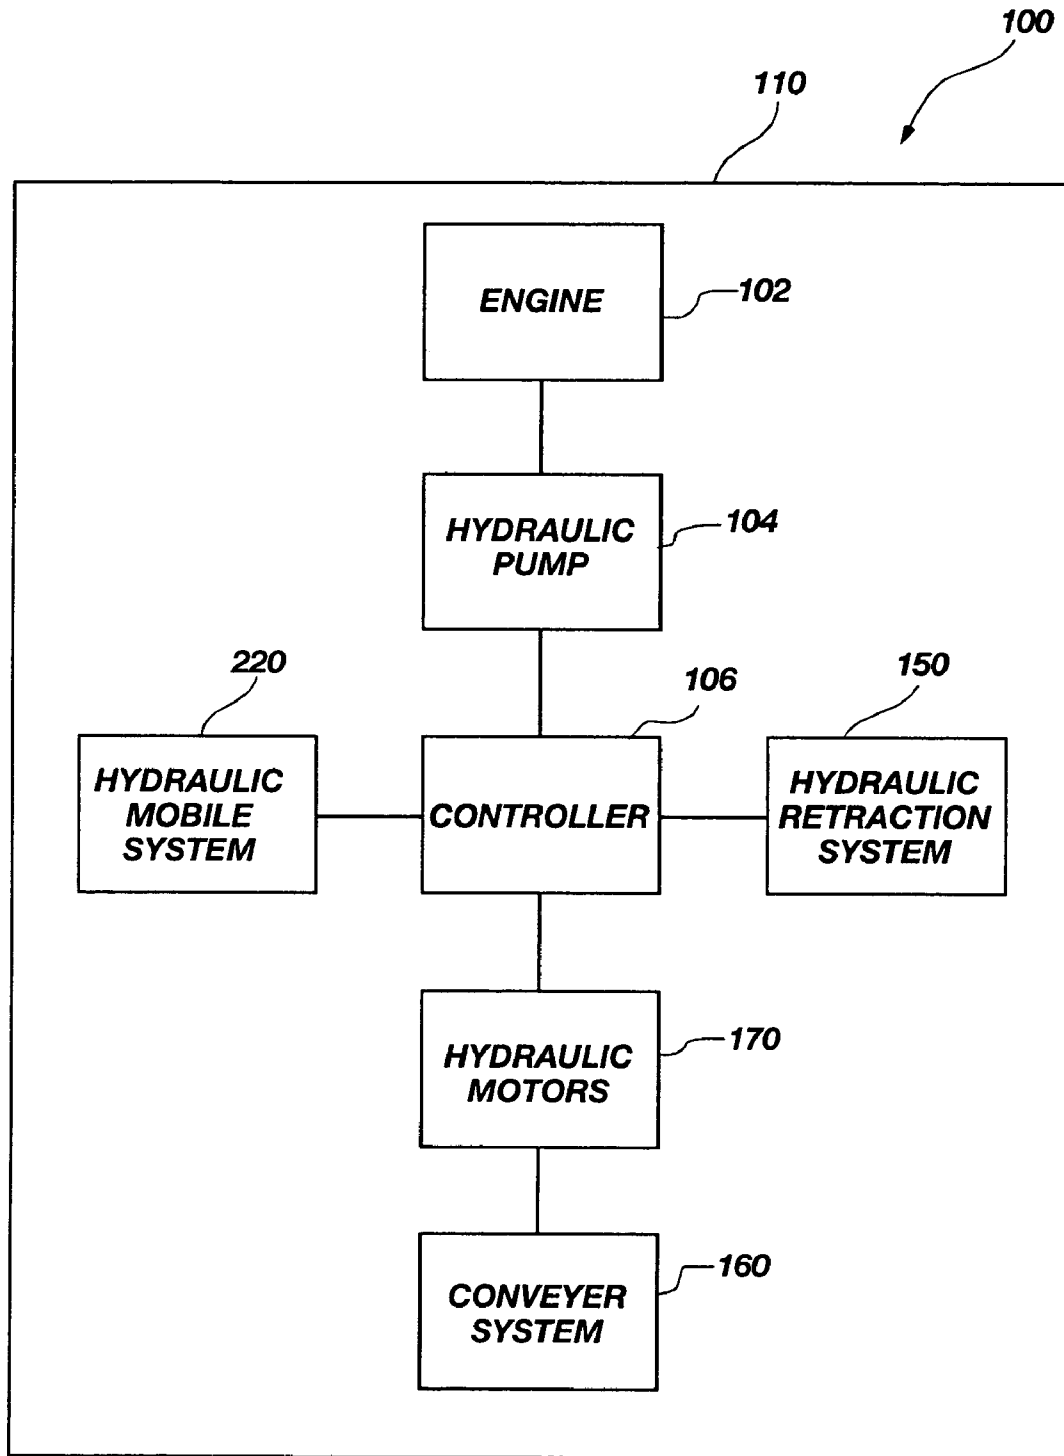 100
110
ENGINE
102
HYDRAULIC
PUMP
104
220
106
150
HYDRAULIC
MOBILE
SYSTEM
CONTROLLER
HYDRAULIC
RETRACTION
SYSTEM
HYDRAULIC
MOTORS
170
CONVEYER
SYSTEM
160